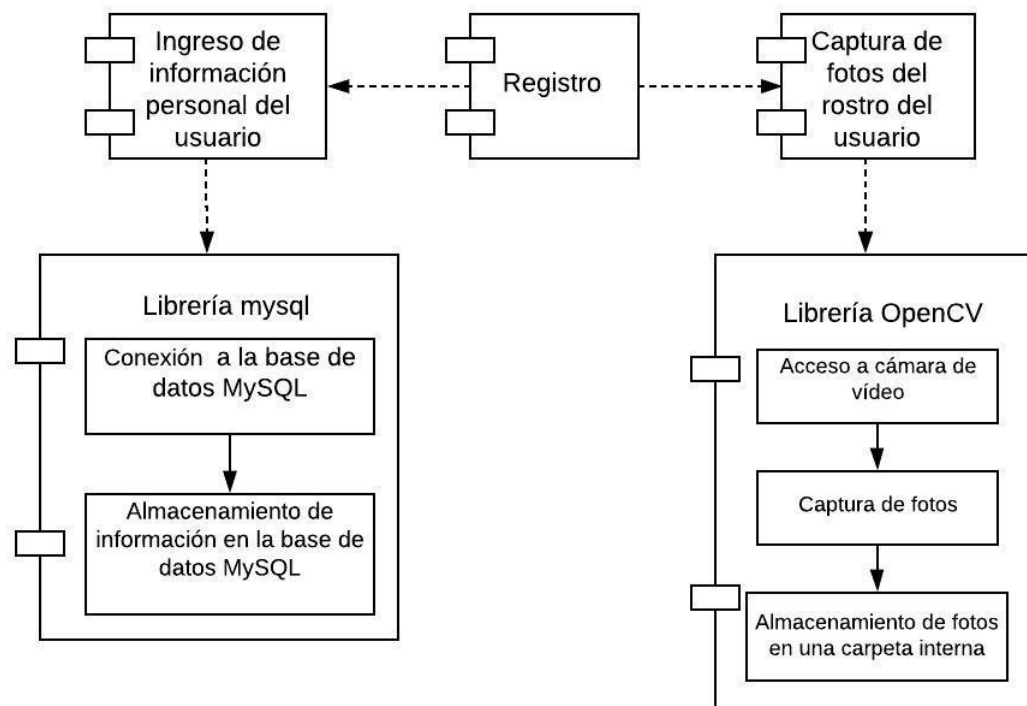 Ingreso de
información
personal del
usuario
Registro
Captura de
fotos del
rostro del
usuario
Librería mysql
Conexión a la base de
datos MySQL
Almacenamiento de
información en la base de
datos MySQL
Librería OpenCV
Acceso a cámara de
vídeo
Captura de fotos
Almacenamiento de fotos
en una carpeta interna